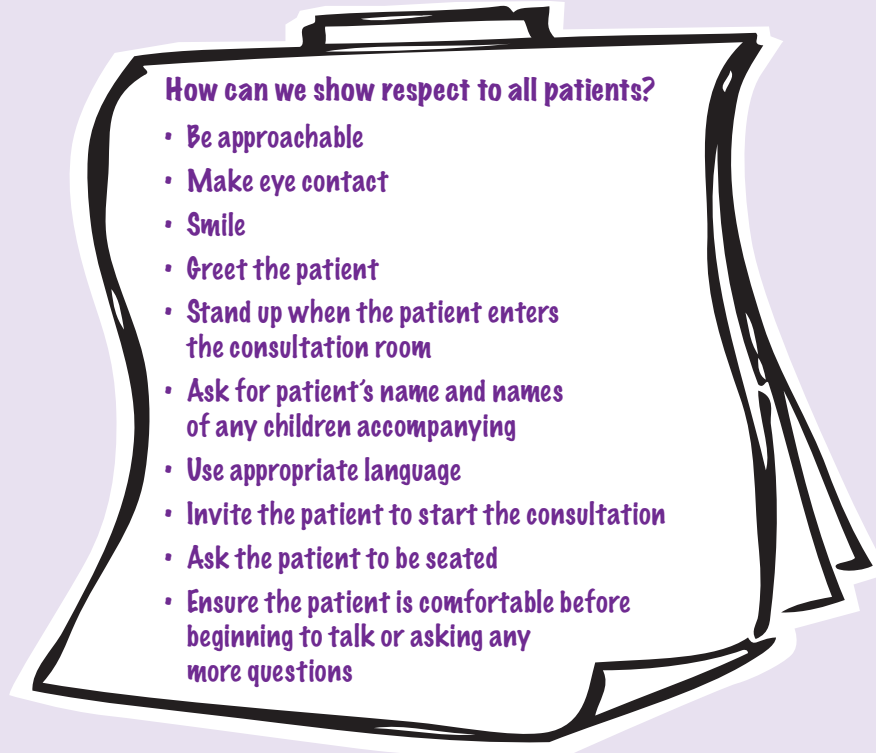 How can we show respect to all patients?
• Be approachable
• Make eye contact
• Smile
• Greet the patient
• Stand up when the patient enters
the consultation room
• Ask for patient's name and names
of any children accompanying
• Use appropriate language
• Invite the patient to start the consultation
• Ask the patient to be seated
• Ensure the patient is comfortable before
beginning to talk or asking any
more questions